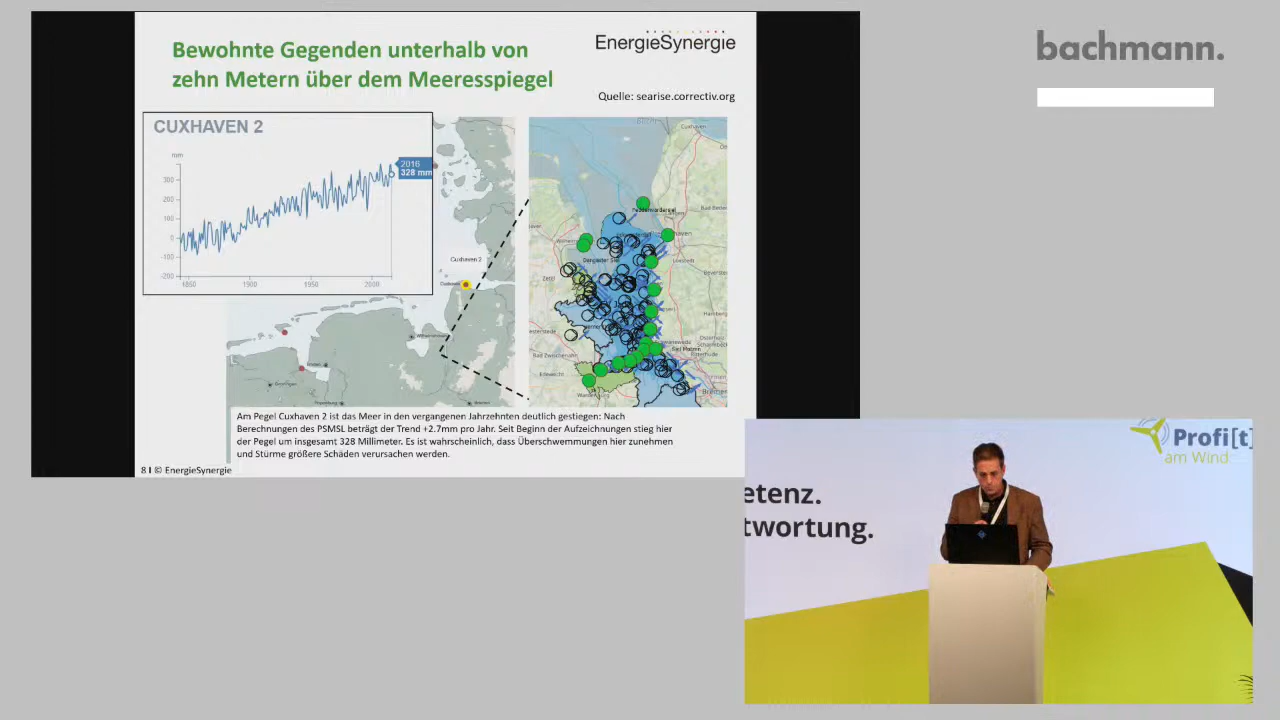 Bewohnte Gegenden unterhalb von
zehn Metern über dem Meeresspiegel
EnergieSynergie
Quelle: searise.correctiv.org
CUXHAVEN 2
mm
300
200
100
0
-100
-200
1850
1900
1950
2000
2016
328 mm
Cuxhaven 2
Cuxhaven
Zetel
Am Pegel Cuxhaven 2 ist das Meer in den vergangenen Jahrzehnten deutlich gestiegen: Nach
Berechnungen des PSMSL beträgt der Trend +2.7mm pro Jahr. Seit Beginn der Aufzeichnungen stieg hier
der Pegel um insgesamt 328 Millimeter. Es ist wahrscheinlich, dass Überschwemmungen hier zunehmen
und Stürme größere Schäden verursachen werden.
8 I © EnergieSynergie
bachmann.
Profi[t]
am Wind
etenz.
twortung.